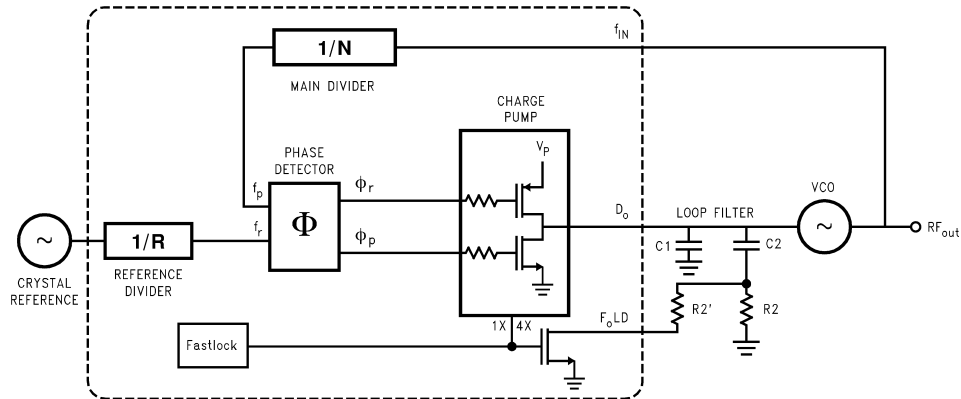 f_IN
1/N
MAIN DIVIDER
CHARGE
PUMP
V_P
PHASE
DETECTOR
f_p
f_r
Φ
ϕ_r
ϕ_p
VCO
~
D_o
LOOP FILTER
C1
C2
RF_out
~
1/R
CRYSTAL
REFERENCE
REFERENCE
DIVIDER
1X
4X
F_oLD
R2'
R2
Fastlock